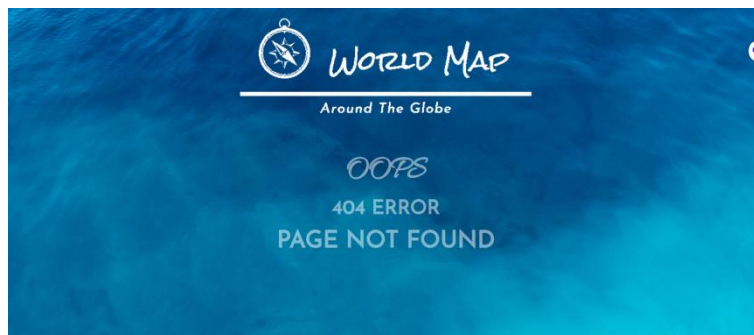 World Map
Around The Globe
OOPS
404 ERROR
PAGE NOT FOUND